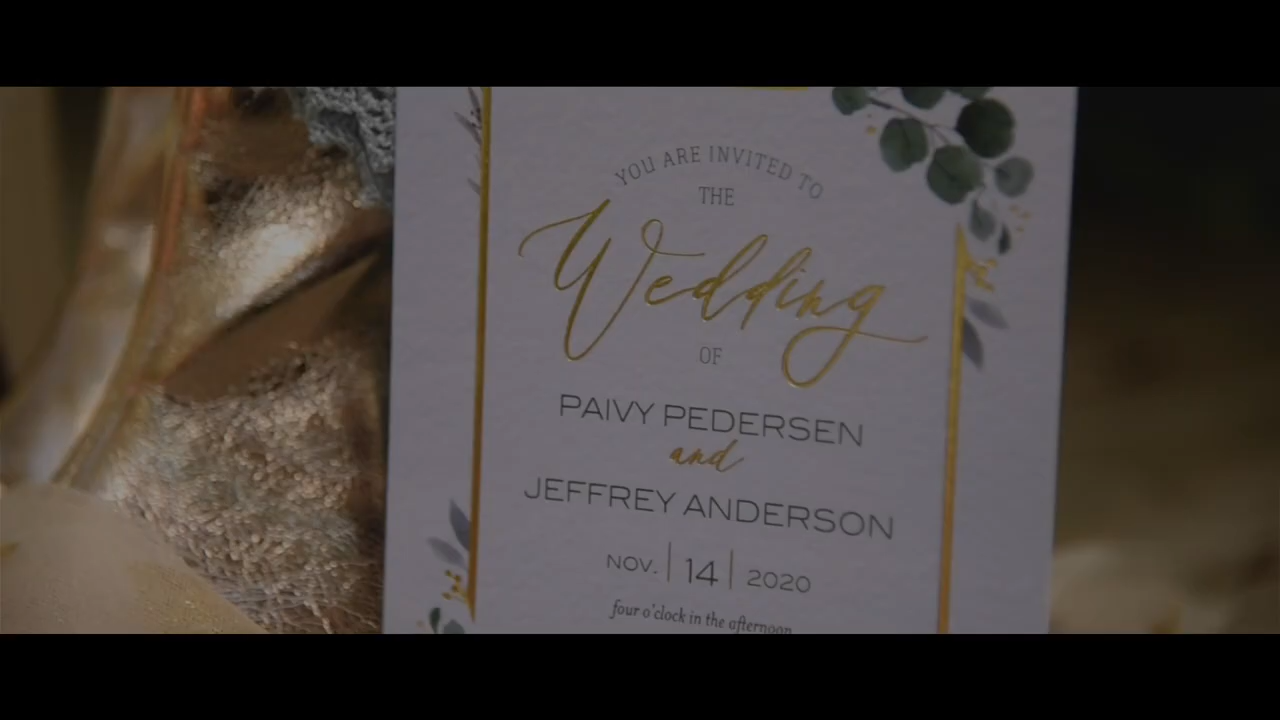 YOU ARE INVITED TO
THE
Wedding
OF
PAIVY PEDERSEN
and
JEFFREY ANDERSON
NOV. | 14 | 2020
four o'clock in the afternoon